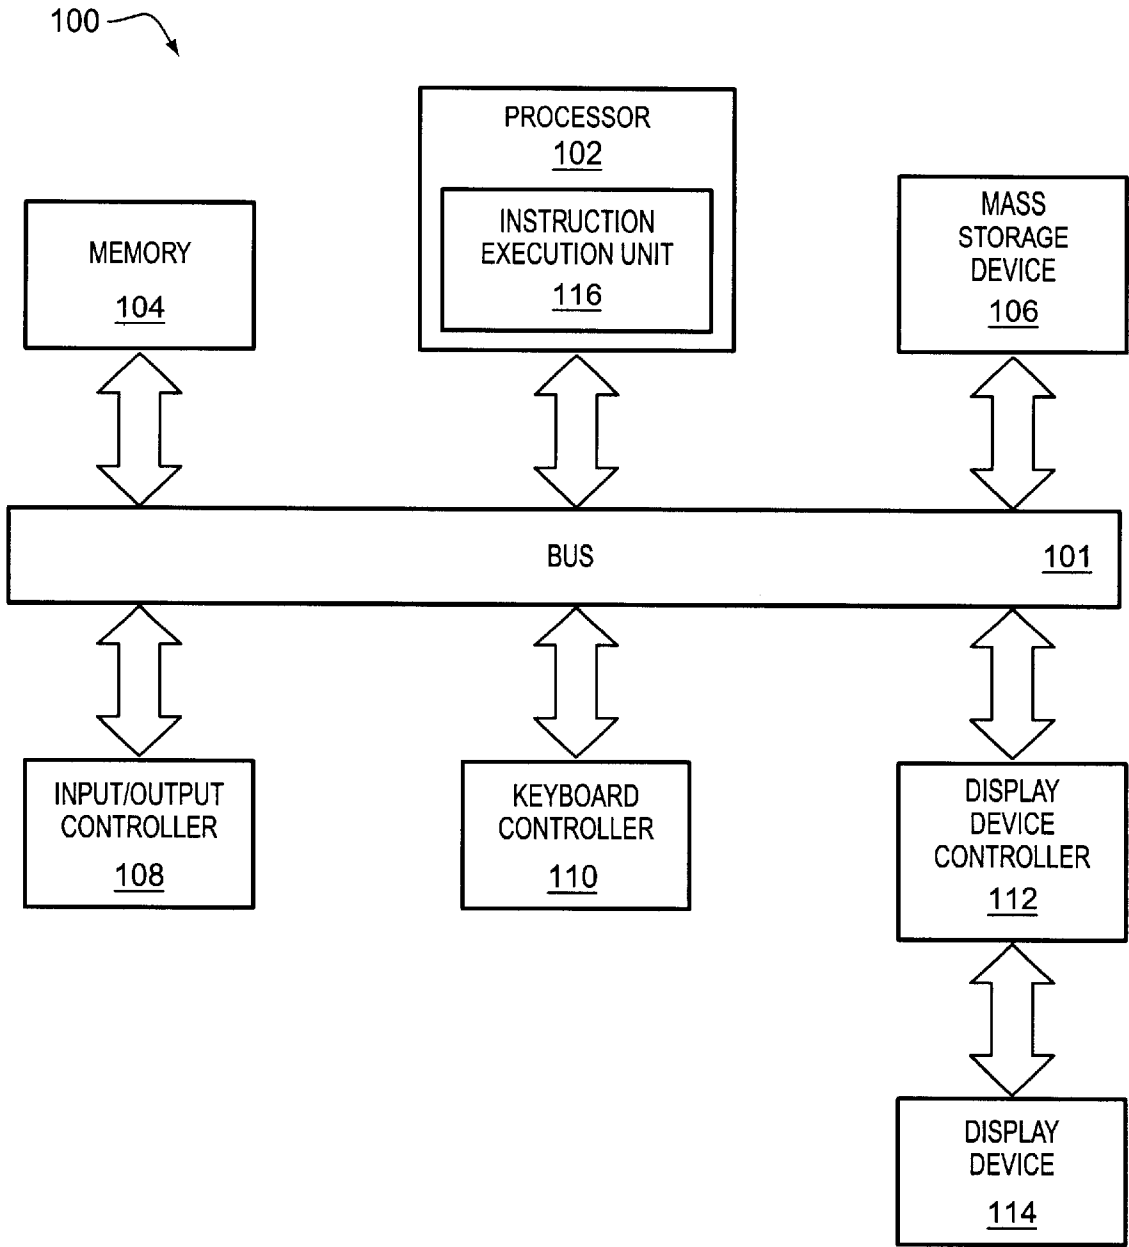 100
PROCESSOR
102
INSTRUCTION
EXECUTION UNIT
116
MEMORY
104
MASS
STORAGE
DEVICE
106
BUS
101
INPUT/OUTPUT
CONTROLLER
108
KEYBOARD
CONTROLLER
110
DISPLAY
DEVICE
CONTROLLER
112
DISPLAY
DEVICE
114